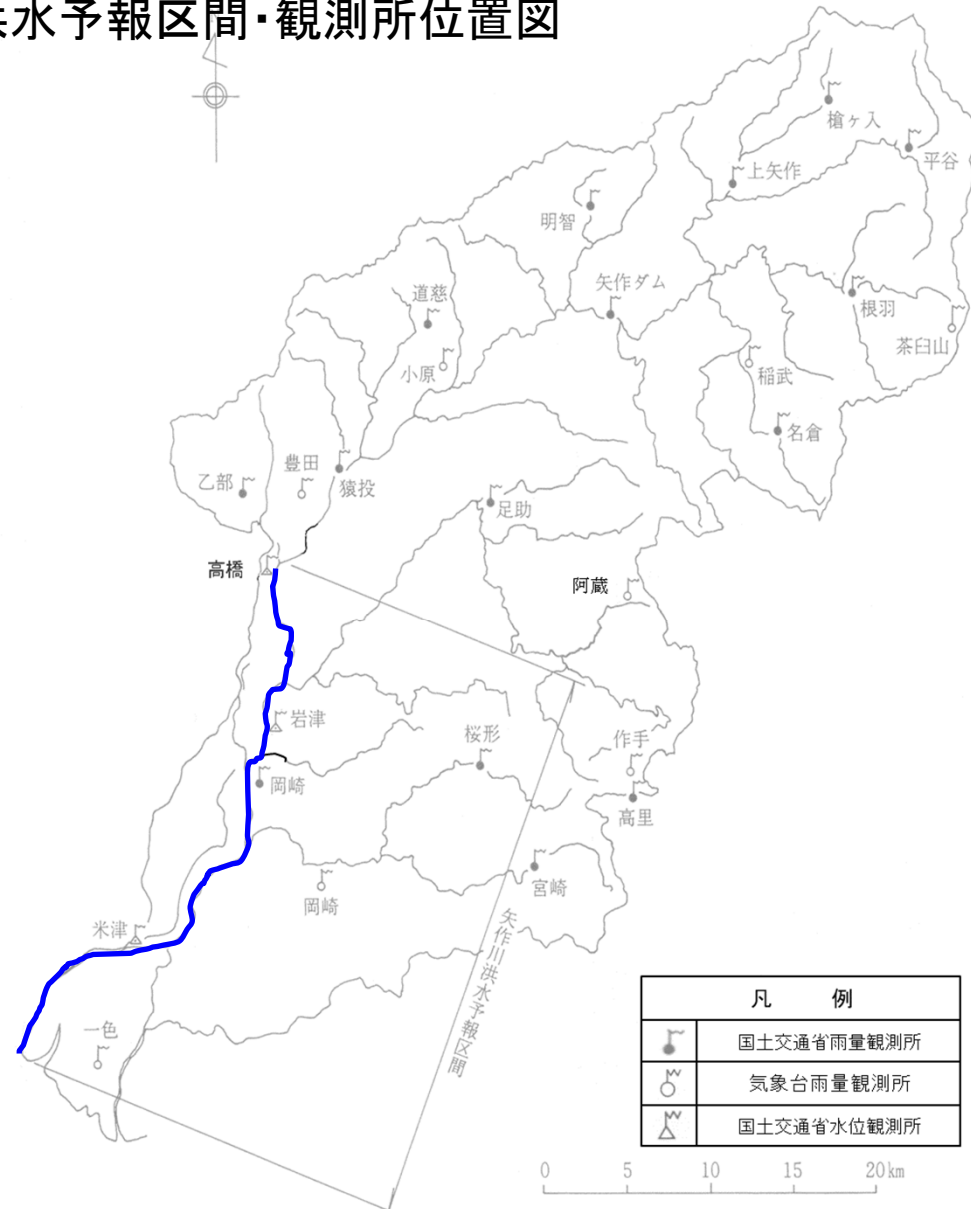 水予報区間・観測所位置図
槍ヶ入
平谷
上矢作
明智
矢作ダム
道慈
根羽
茶臼山
小原
稲武
名倉
豊田
乙部
猿投
足助
高橋
阿蔵
岩津
桜形
作手
岡崎
高里
宮崎
岡崎
米津
矢作川洪水予報区間
一色
凡 例
国土交通省雨量観測所
気象台雨量観測所
国土交通省水位観測所
0 5 10 15 20km